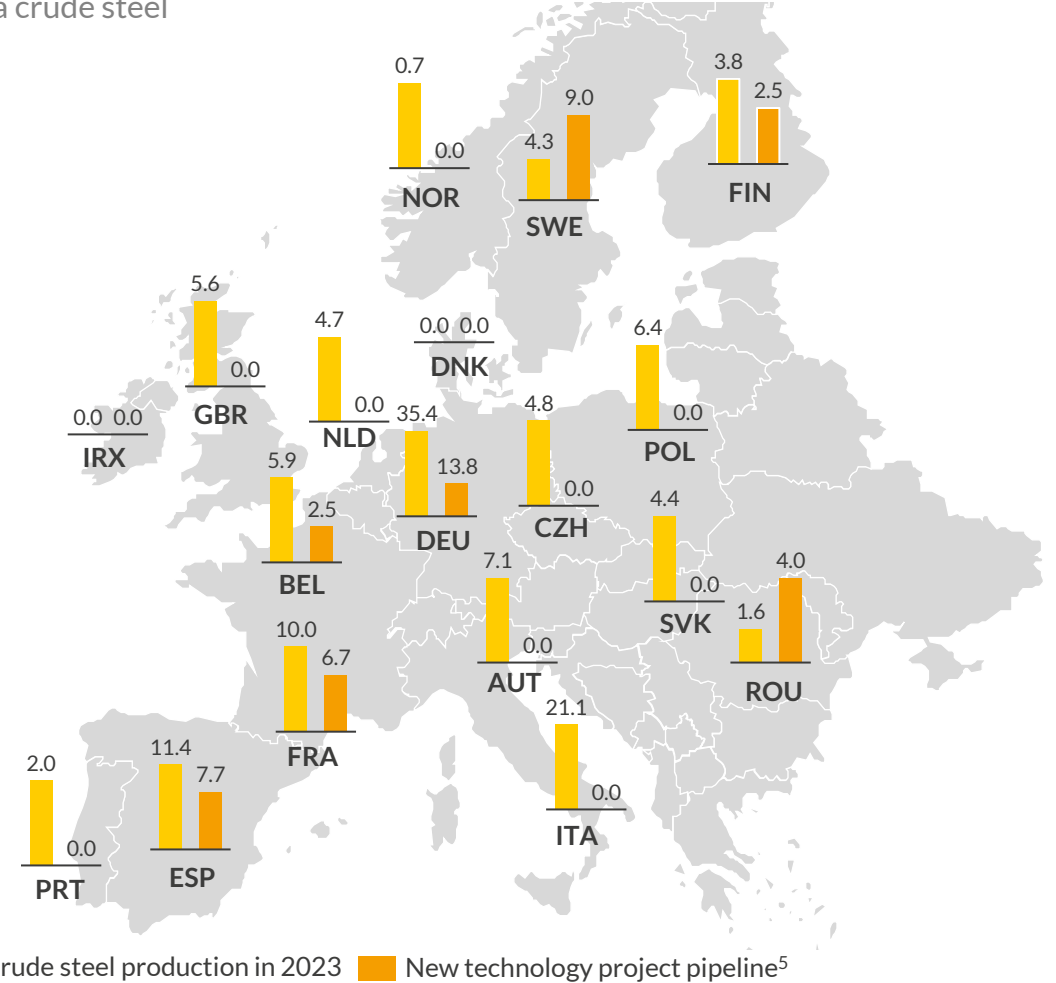 a crude steel
0.7
0.0
NOR
4.3
9.0
SWE
3.8
2.5
FIN
5.6
0.0
GBR
0.0 0.0
IRX
4.7
0.0
NLD
0.0 0.0
DNK
6.4
0.0
POL
35.4
13.8
DEU
4.8
0.0
CZH
5.9
2.5
BEL
4.4
0.0
SVK
7.1
0.0
AUT
1.6
4.0
ROU
10.0
6.7
FRA
21.1
0.0
ITA
2.0
0.0
PRT
11.4
7.7
ESP
rude steel production in 2023
New technology project pipeline⁵